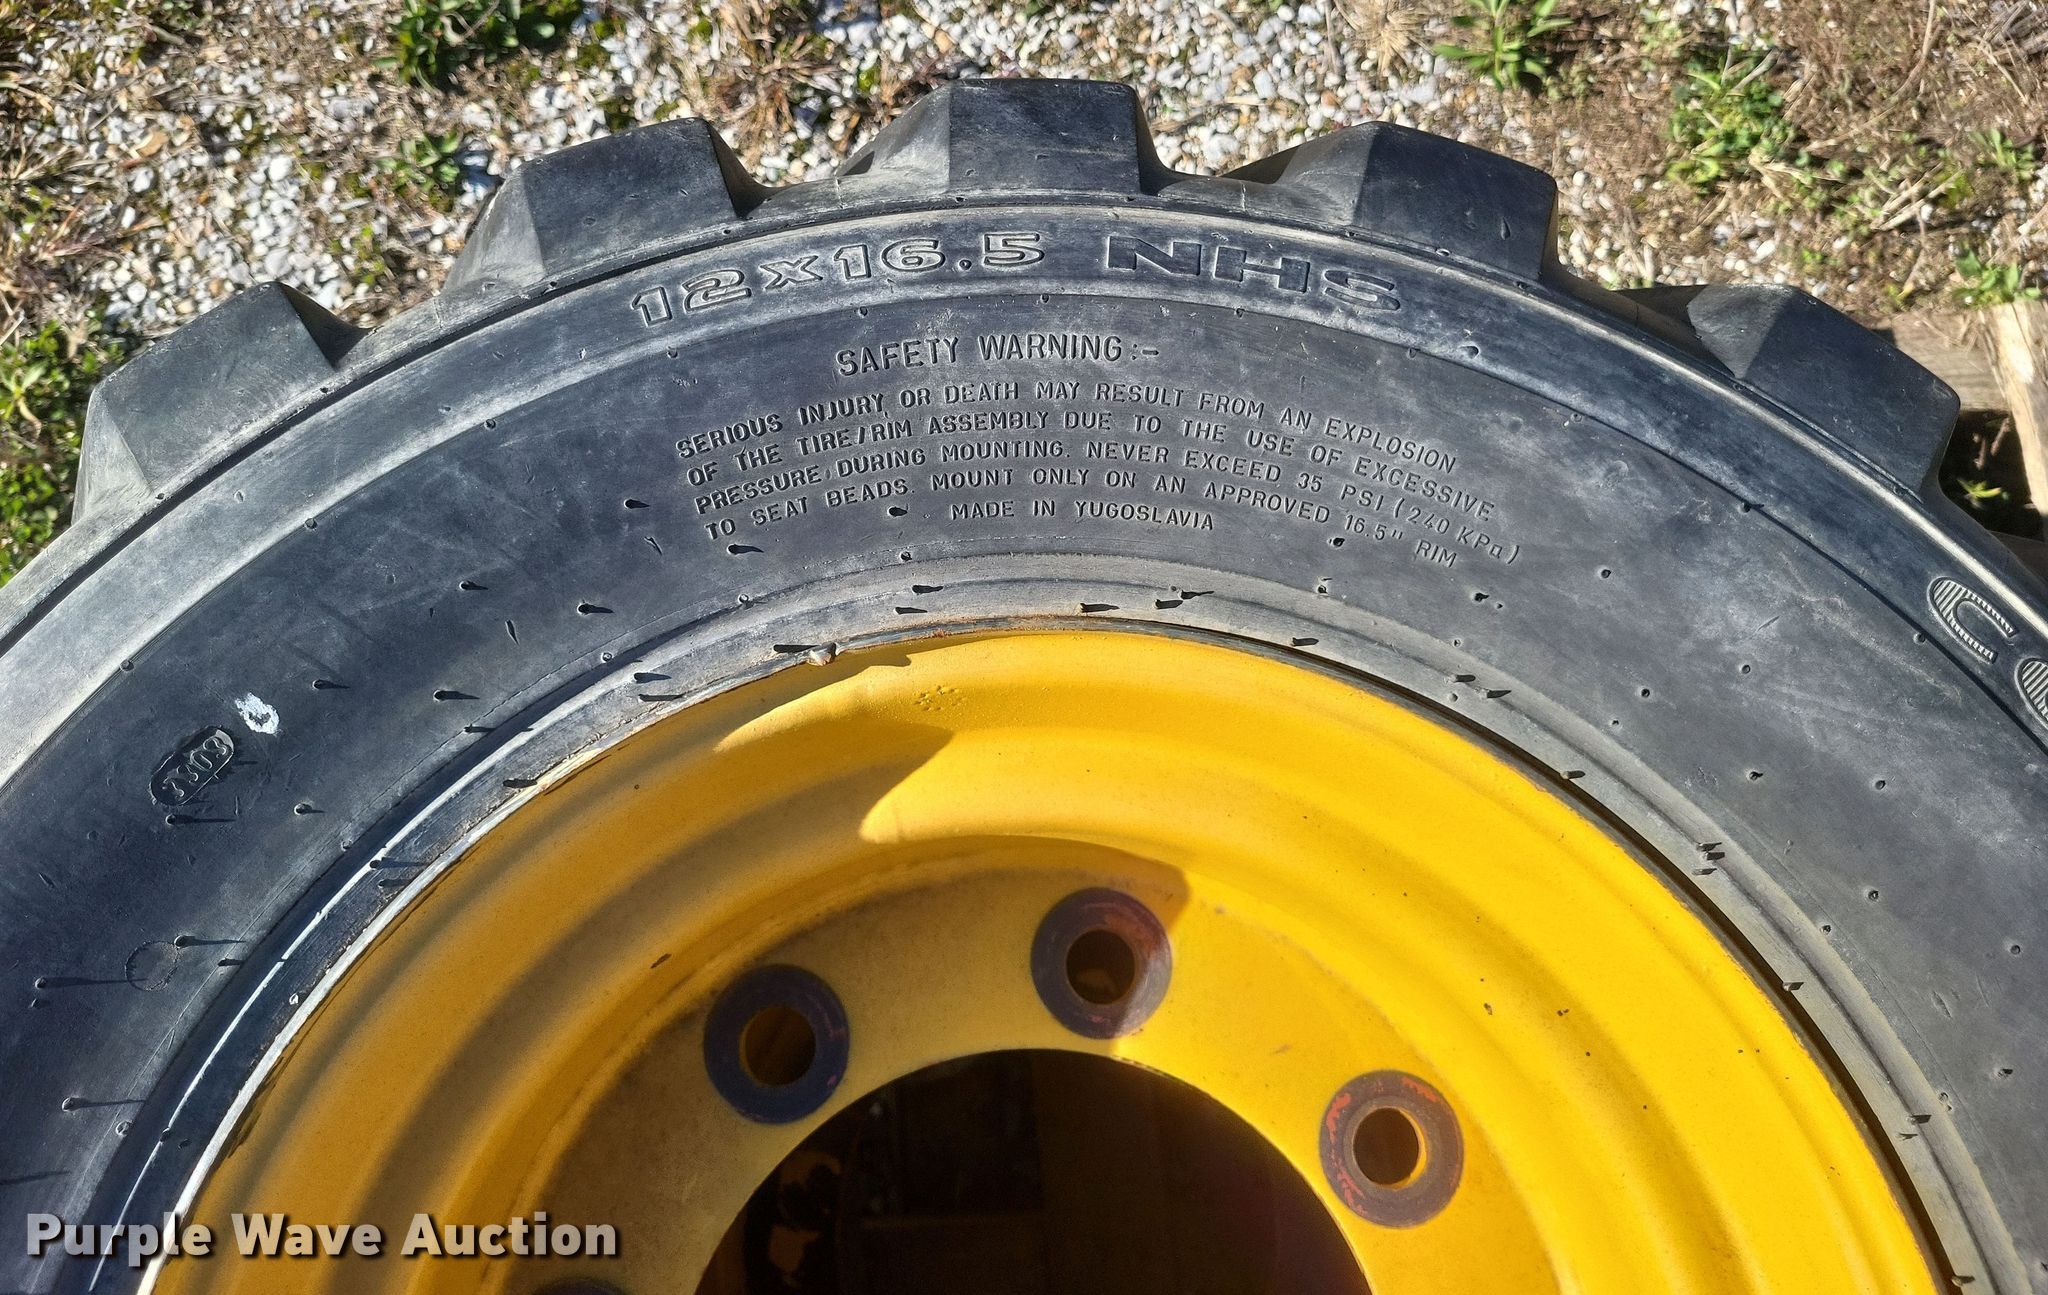 12x16.5 NHS
SAFETY WARNING:-
SERIOUS INJURY OR DEATH MAY RESULT FROM AN EXPLOSION
OF THE TIRE/RIM ASSEMBLY DUE TO THE USE OF EXCESSIVE
PRESSURE DURING MOUNTING. NEVER EXCEED 35 PSI (240 KPa)
TO SEAT BEADS. MOUNT ONLY ON AN APPROVED 16.5" RIM
MADE IN YUGOSLAVIA
Purple Wave Auction